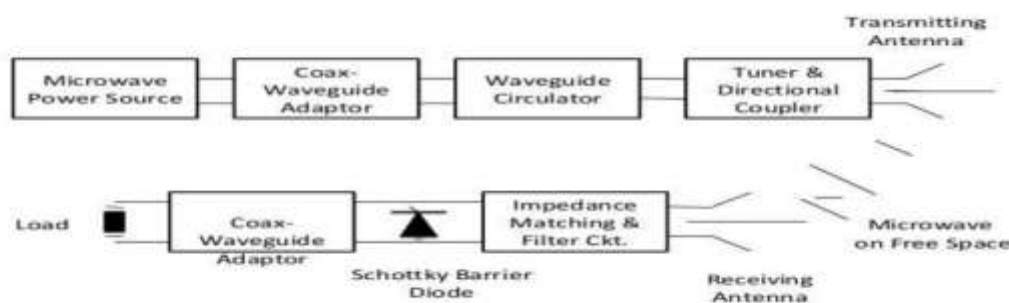 Transmitting
Antenna
Microwave
Power Source
Coax-
Waveguide
Adaptor
Waveguide
Circulator
Tuner &
Directional
Coupler
Load
Coax-
Waveguide
Adaptor
Schottky Barrier
Diode
Impedance
Matching &
Filter Ckt.
Receiving
Antenna
Microwave
on Free Space